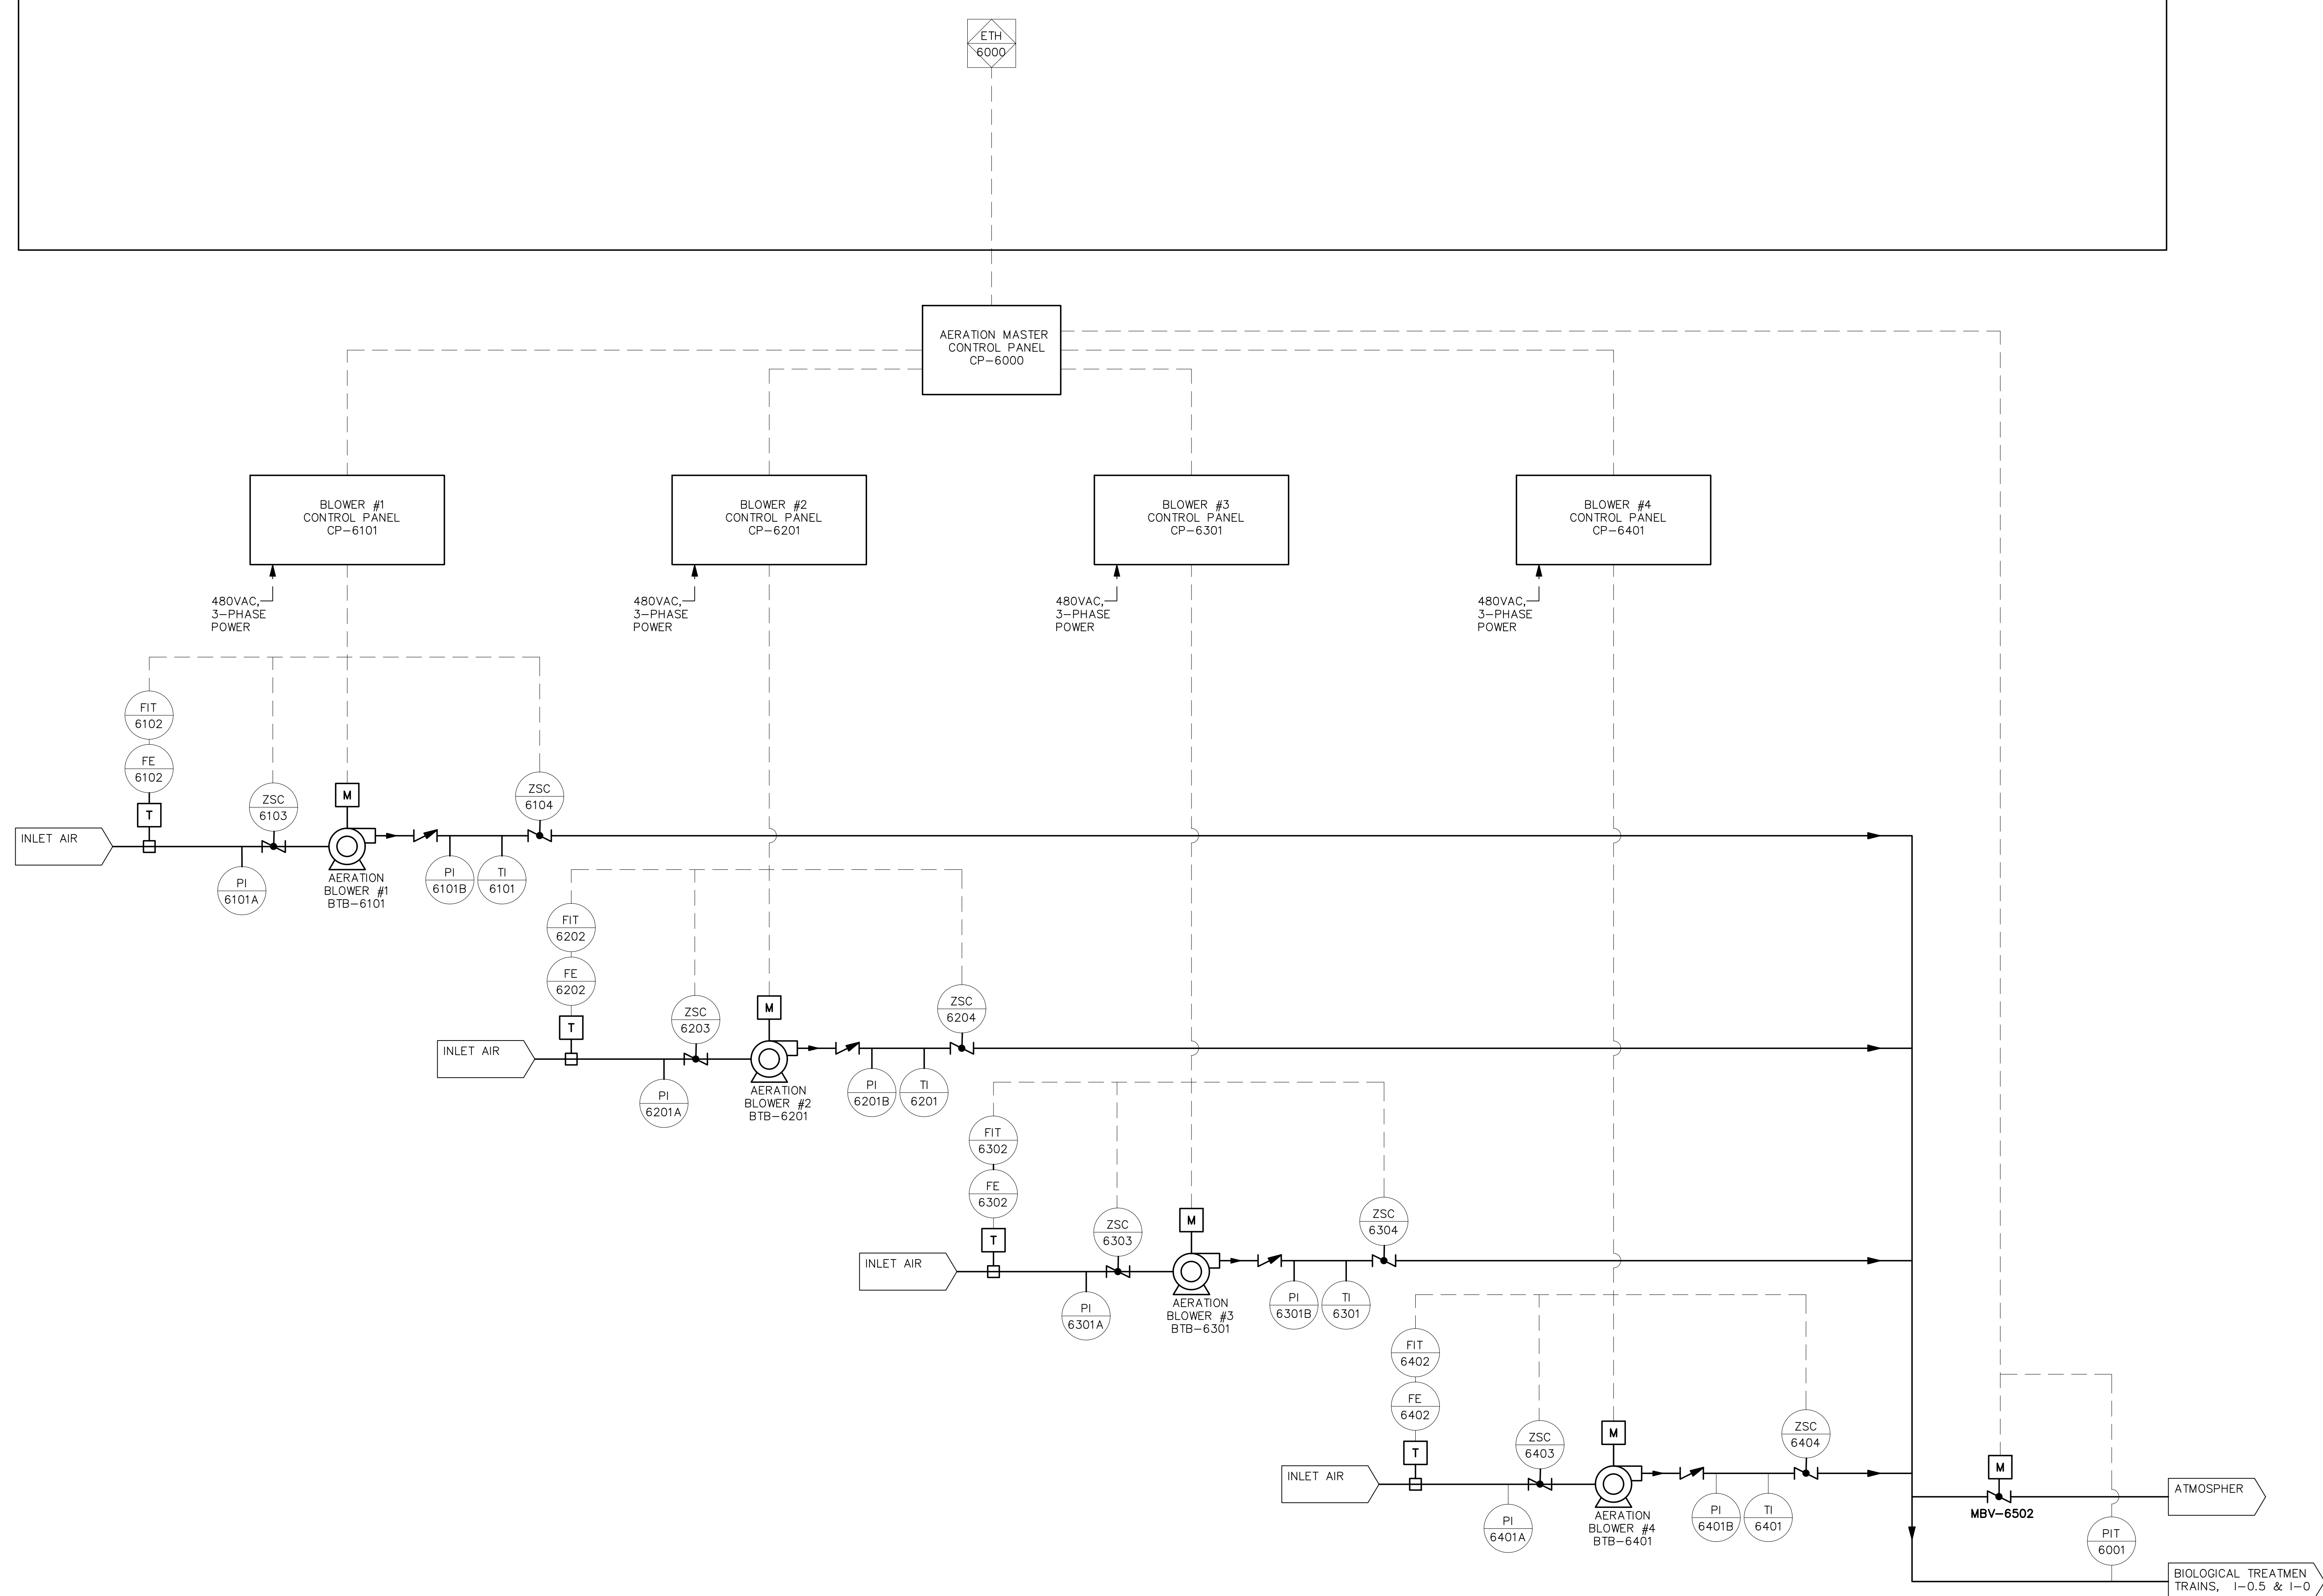 ETH
6000
AERATION MASTER
CONTROL PANEL
CP-6000
BLOWER #1
CONTROL PANEL
CP-6101
BLOWER #2
CONTROL PANEL
CP-6201
BLOWER #3
CONTROL PANEL
CP-6301
BLOWER #4
CONTROL PANEL
CP-6401
480VAC,
3-PHASE
POWER
480VAC,
3-PHASE
POWER
480VAC,
3-PHASE
POWER
480VAC,
3-PHASE
POWER
FIT
6102
FE
6102
T
ZSC
6103
M
ZSC
6104
INLET AIR
PI
6101A
AERATION
BLOWER #1
BTB-6101
PI
6101B
TI
6101
FIT
6202
FE
6202
T
ZSC
6203
M
ZSC
6204
INLET AIR
PI
6201A
AERATION
BLOWER #2
BTB-6201
PI
6201B
TI
6201
FIT
6302
FE
6302
T
ZSC
6303
M
ZSC
6304
INLET AIR
PI
6301A
AERATION
BLOWER #3
BTB-6301
PI
6301B
TI
6301
FIT
6402
FE
6402
T
ZSC
6403
M
ZSC
6404
INLET AIR
PI
6401A
AERATION
BLOWER #4
BTB-6401
PI
6401B
TI
6401
M
MBV-6502
ATMOSPHER
PIT
6001
BIOLOGICAL TREATMEN
TRAINS, 1-0.5 & 1-0